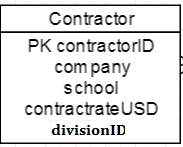 Contractor
PK contractorID
company
school
contractrateUSD
divisionID